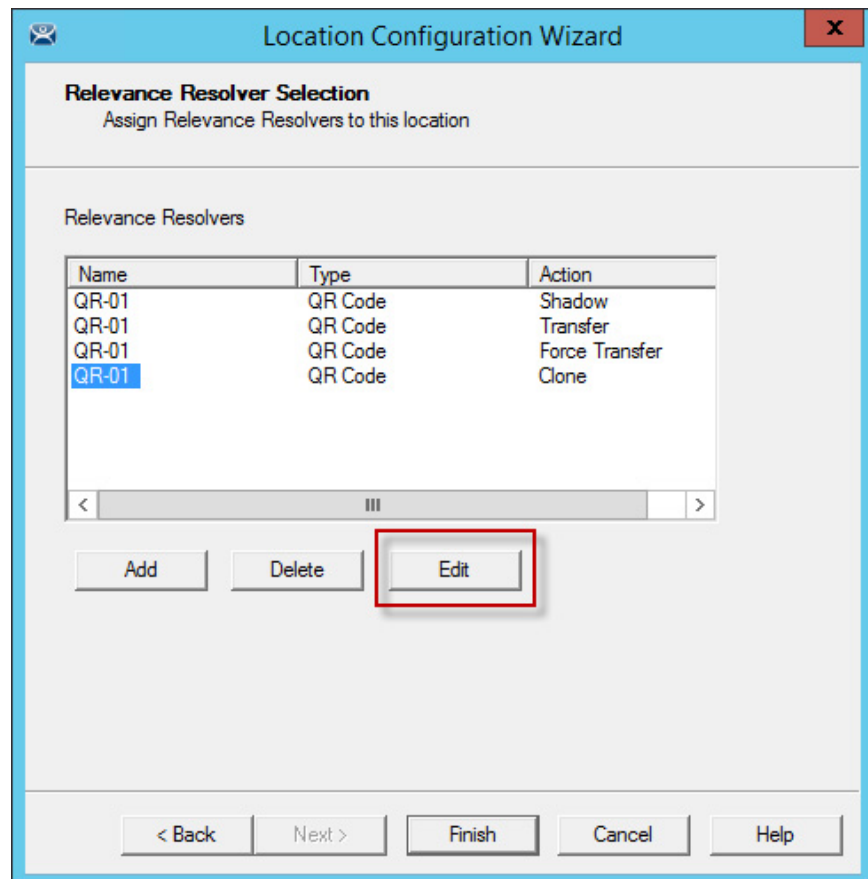 Location Configuration Wizard
x
Relevance Resolver Selection
Assign Relevance Resolvers to this location
Relevance Resolvers
Name Type Action
QR-01 QR Code Shadow
QR-01 QR Code Transfer
QR-01 QR Code Force Transfer
QR-01 QR Code Clone
Add Delete Edit
< Back Next > Finish Cancel Help